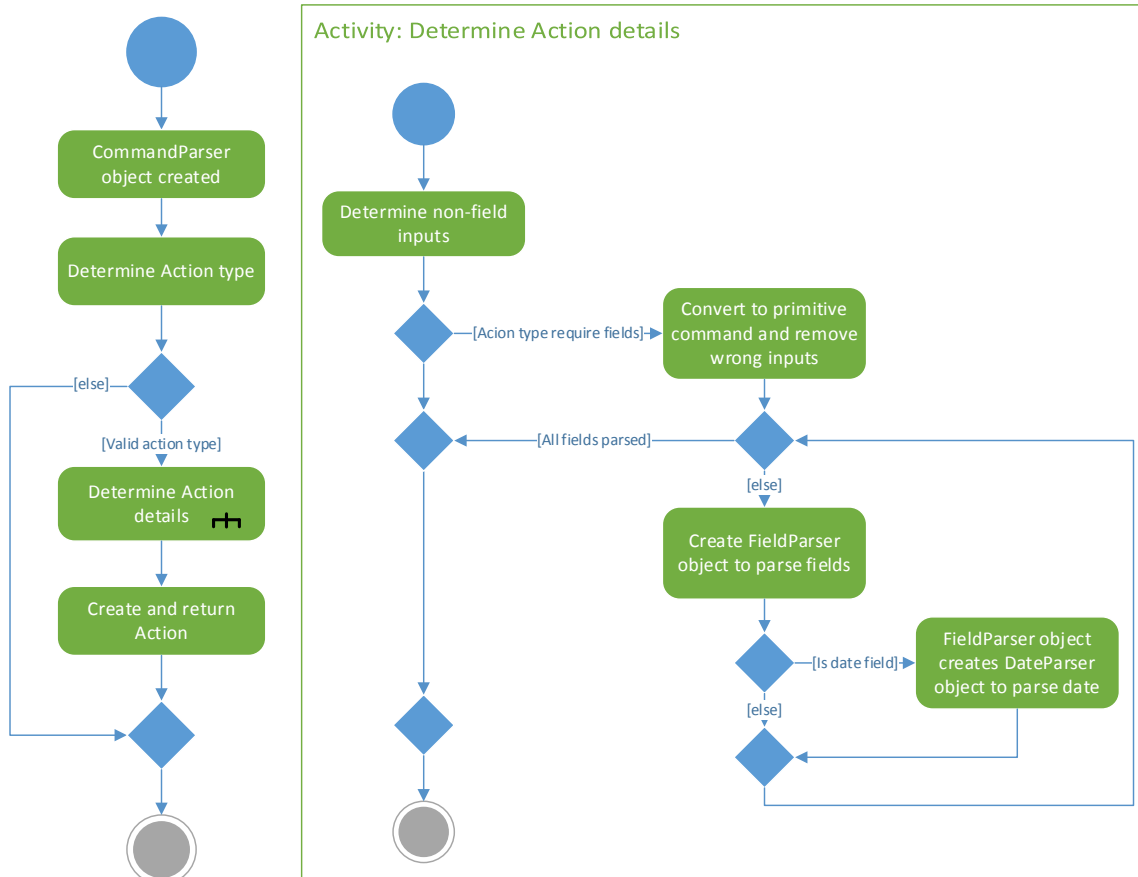 Activity: Determine Action details
CommandParser
object created
Determine Action type
[else]
[Valid action type]
Determine Action
details
Create and return
Action
Determine non-field
inputs
[Acion type require fields]
Convert to primitive
command and remove
wrong inputs
[All fields parsed]
[else]
Create FieldParser
object to parse fields
[Is date field]
FieldParser object
creates DateParser
object to parse date
[else]